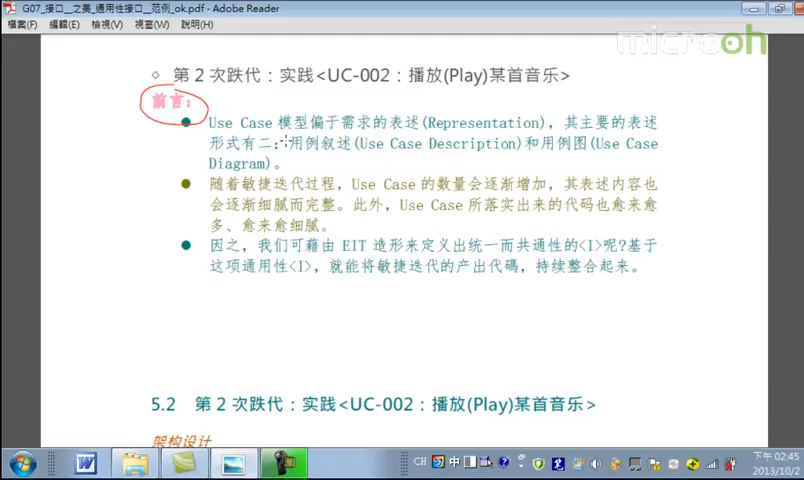 G07_接口__之美_通用性接口__范例_ok.pdf - Adobe Reader
檔案(F) 編輯(E) 檢視(V) 視窗(W) 說明(H)
microoh
◇ 第 2 次跌代：实践<UC-002：播放(Play)某首音乐>
前言：
● Use Case 模型偏于需求的表述(Representation)，其主要的表述
形式有二：用例叙述(Use Case Description)和用例图(Use Case
Diagram)。
● 随着敏捷迭代过程，Use Case 的数量会逐渐增加，其表述内容也
会逐渐细腻而完整。此外，Use Case 所落实出来的代码也愈来愈
多、愈来愈细腻。
● 因之，我们可藉由 EIT 造形来定义出统一而共通性的<I>呢?基于
这项通用性<I>，就能将敏捷迭代的产出代碼，持续整合起来。
5.2 第 2 次跌代：实践<UC-002：播放(Play)某首音乐>
架构设计
CH 中
下午 02:45
2013/10/2